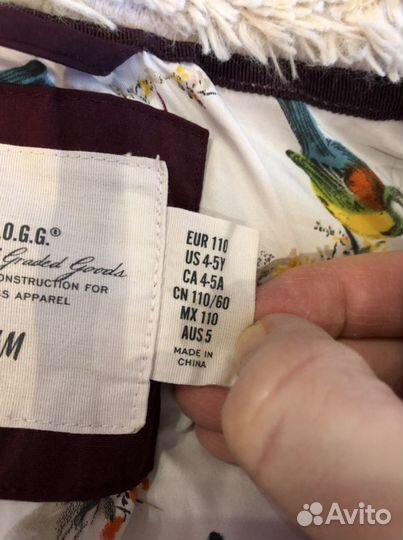 .O.G.G.®
Graded Goods
ONSTRUCTION FOR
SS APPAREL
M
EUR 110
US 4-5Y
CA 4-5A
CN 110/60
MX 110
AUS 5
MADE IN
CHINA
Avito